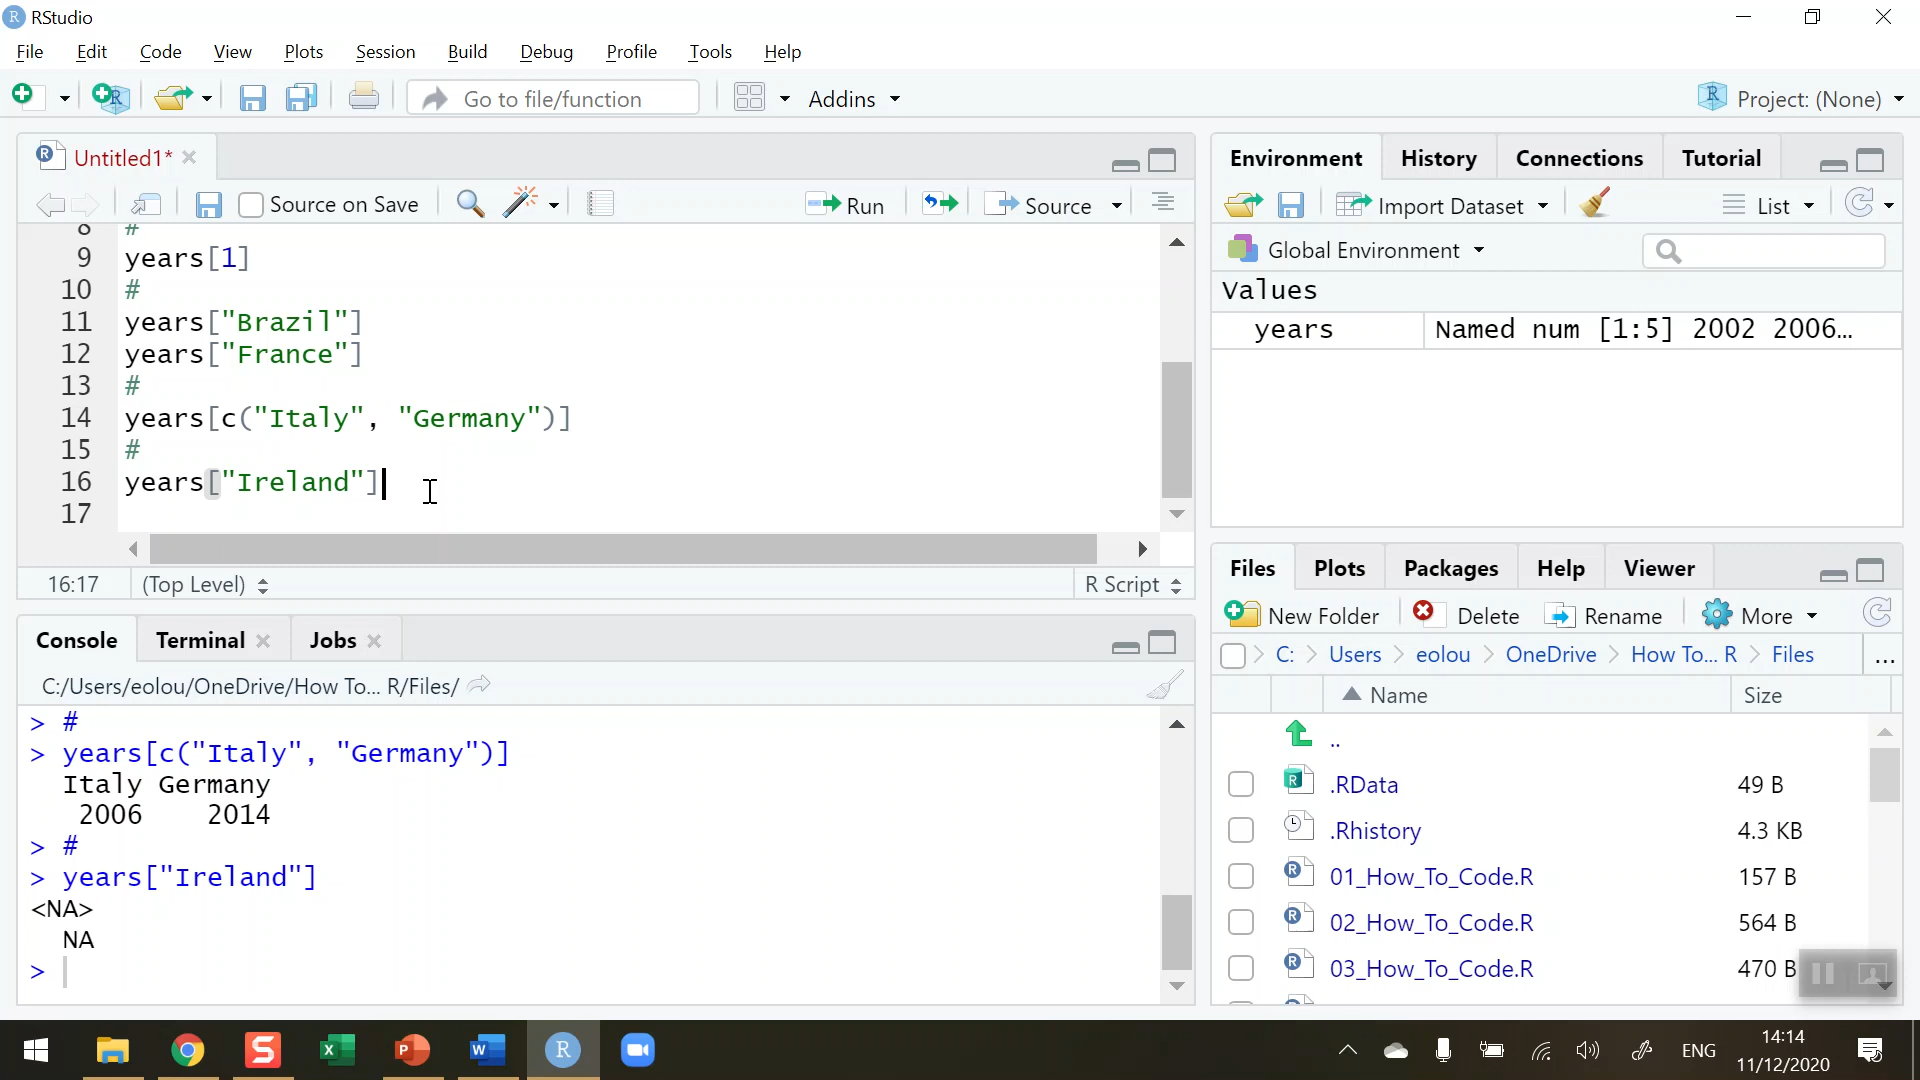 RStudio
File Edit Code View Plots Session Build Debug Profile Tools Help
Go to file/function Addins Project: (None)
Untitled1*
Source on Save Run Source
8 #
9 years[1]
10 #
11 years["Brazil"]
12 years["France"]
13 #
14 years[c("Italy", "Germany")]
15 #
16 years["Ireland"]
17
16:17 (Top Level) R Script
Console Terminal Jobs
C:/Users/eolou/OneDrive/How To... R/Files/
> #
> years[c("Italy", "Germany")]
Italy Germany
2006 2014
> #
> years["Ireland"]
<NA>
NA
>
Environment History Connections Tutorial
Import Dataset List
Global Environment
Values
years Named num [1:5] 2002 2006...
Files Plots Packages Help Viewer
New Folder Delete Rename More
C: Users eolou OneDrive How To... R Files ...
Name Size
..
.RData 49 B
.Rhistory 4.3 KB
01_How_To_Code.R 157 B
02_How_To_Code.R 564 B
03_How_To_Code.R 470 B
ENG 14:14
11/12/2020